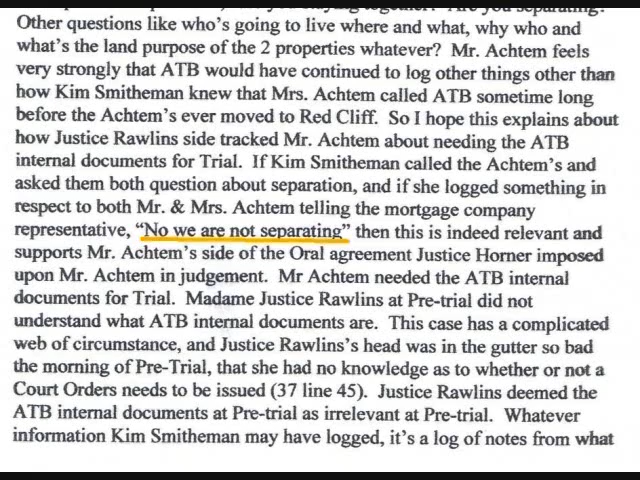 Other questions like who's going to live where and what, why who and
what's the land purpose of the 2 properties whatever? Mr. Achtem feels
very strongly that ATB would have continued to log other things other than
how Kim Smitheman knew that Mrs. Achtem called ATB sometime long
before the Achtem's ever moved to Red Cliff. So I hope this explains about
how Justice Rawlins side tracked Mr. Achtem about needing the ATB
internal documents for Trial. If Kim Smitheman called the Achtem's and
asked them both question about separation, and if she logged something in
respect to both Mr. & Mrs. Achtem telling the mortgage company
representative, "No we are not separating" then this is indeed relevant and
supports Mr. Achtem's side of the Oral agreement Justice Horner imposed
upon Mr. Achtem in judgement. Mr Achtem needed the ATB internal
documents for Trial. Madame Justice Rawlins at Pre-trial did not
understand what ATB internal documents are. This case has a complicated
web of circumstance, and Justice Rawlins's head was in the gutter so bad
the morning of Pre-Trial, that she had no knowledge as to whether or not a
Court Orders needs to be issued (37 line 45). Justice Rawlins deemed the
ATB internal documents at Pre-trial as irrelevant at Pre-trial. Whatever
information Kim Smitheman may have logged, it's a log of notes from what